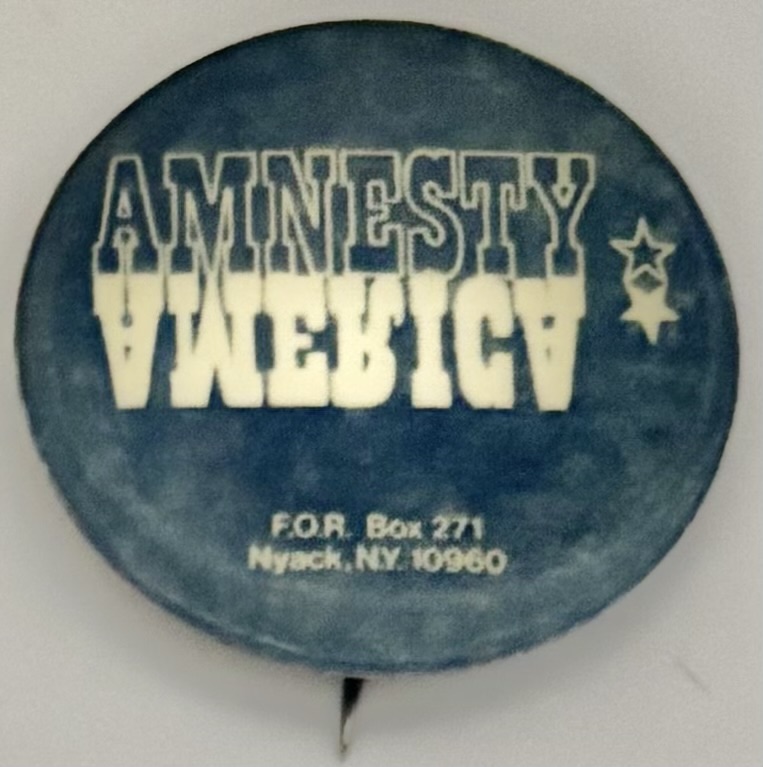 AMNESTY
AMERICA
F.O.R. Box 271
Nyack, N.Y. 10960